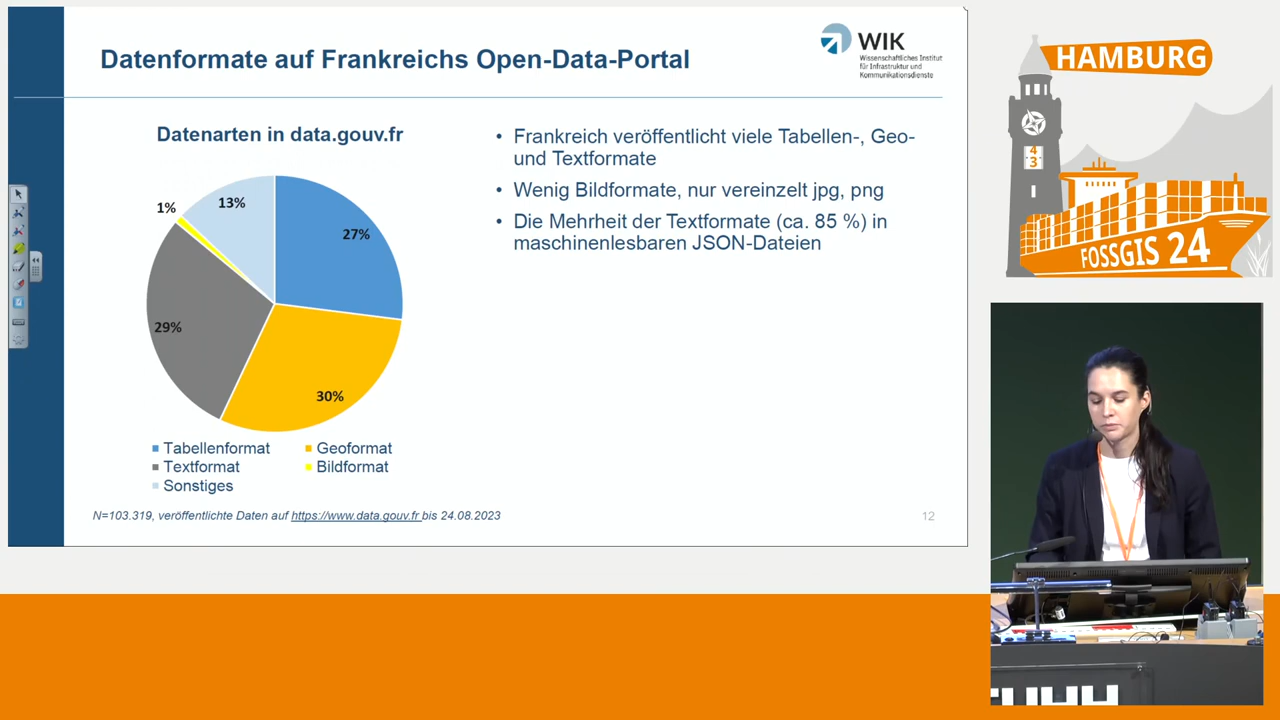 Datenformate auf Frankreichs Open-Data-Portal
WIK
Wissenschaftliches Institut
für Infrastruktur und
Kommunikationsdienste
Datenarten in data.gouv.fr
1%
13%
27%
29%
30%
Tabellenformat
Geoformat
Textformat
Bildformat
Sonstiges
• Frankreich veröffentlicht viele Tabellen-, Geo-
und Textformate
• Wenig Bildformate, nur vereinzelt jpg, png
• Die Mehrheit der Textformate (ca. 85 %) in
maschinenlesbaren JSON-Dateien
N=103.319, veröffentlichte Daten auf https://www.data.gouv.fr bis 24.08.2023
12
HAMBURG
4
3
FOSSGIS 24